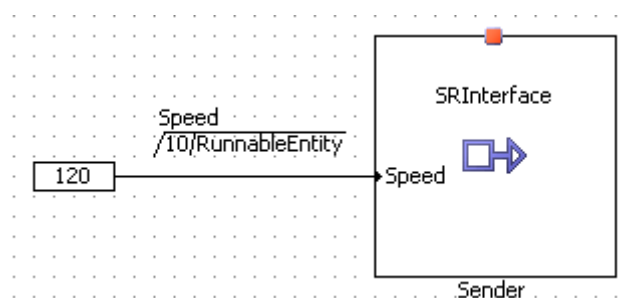 SRInterface
Speed
/10/RunnableEntity
120
Speed
Sender